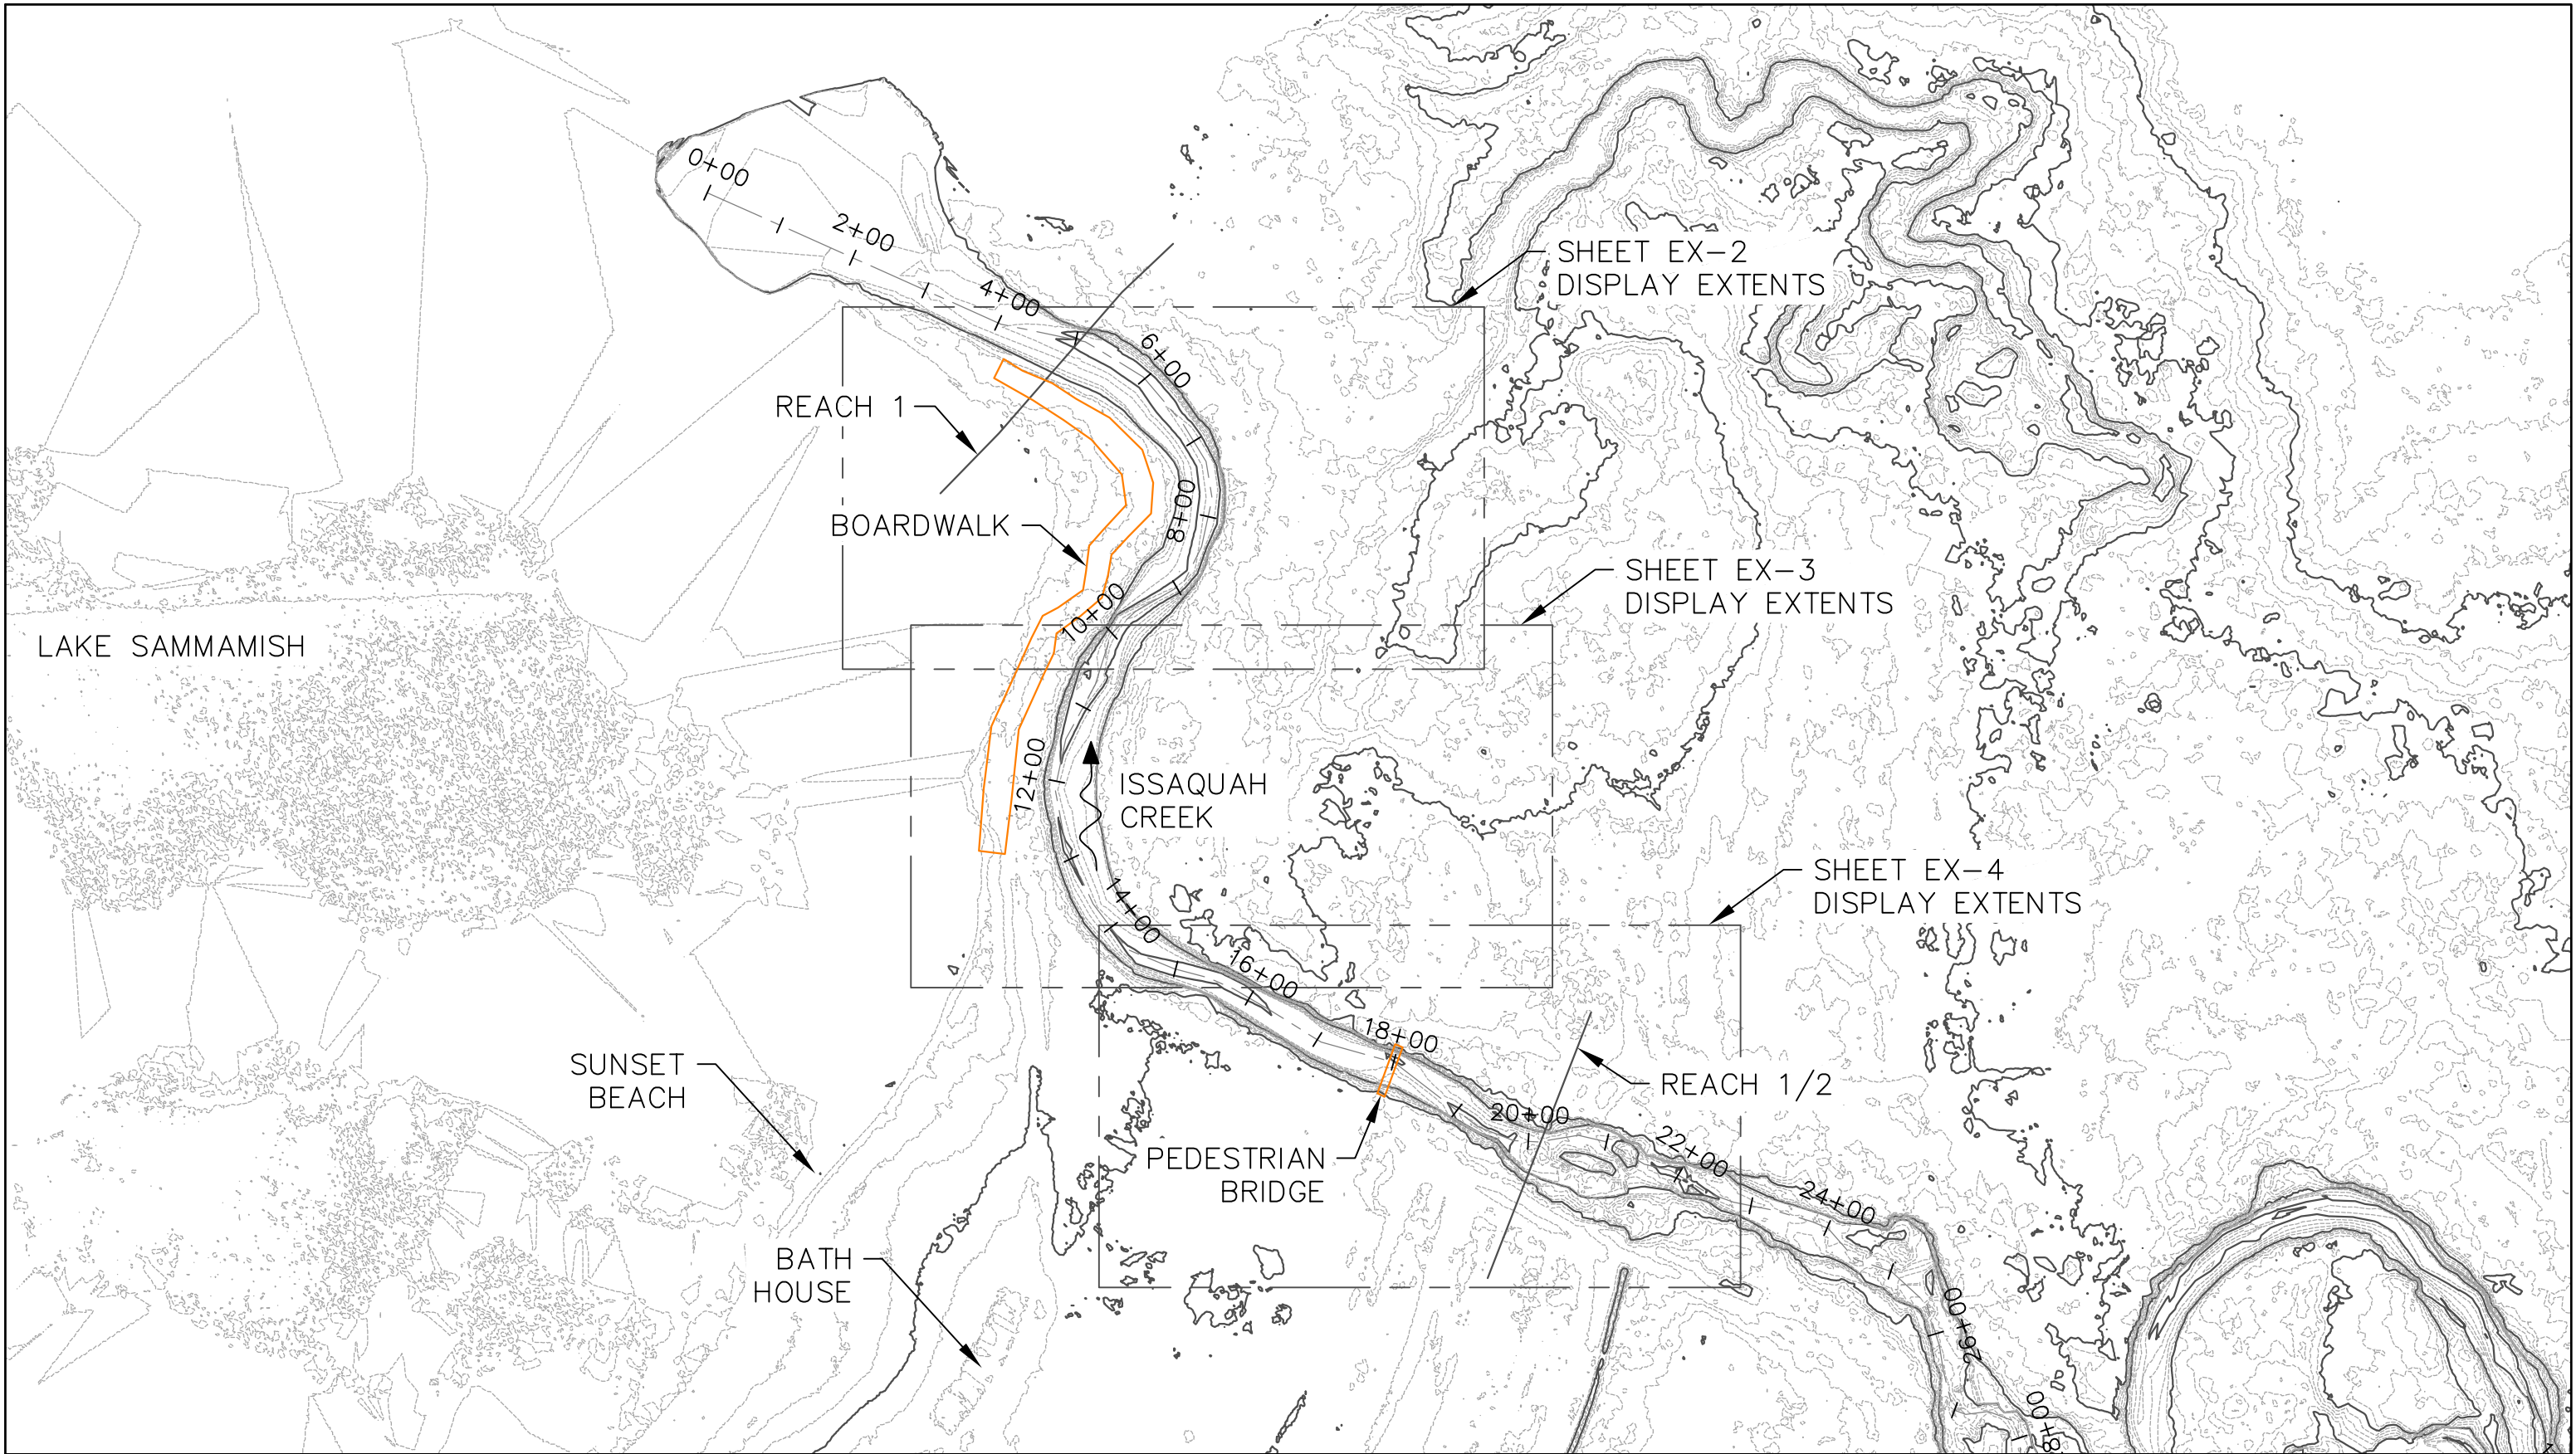 0+00
2+00
4+00
6+00
SHEET EX-2
DISPLAY EXTENTS
REACH 1
8+00
BOARDWALK
SHEET EX-3
DISPLAY EXTENTS
10+00
LAKE SAMMAMISH
12+00
ISSAQUAH
CREEK
14+00
SHEET EX-4
DISPLAY EXTENTS
16+00
18+00
SUNSET
BEACH
REACH 1/2
20+00
22+00
PEDESTRIAN
BRIDGE
24+00
BATH
HOUSE
26+00
8+00